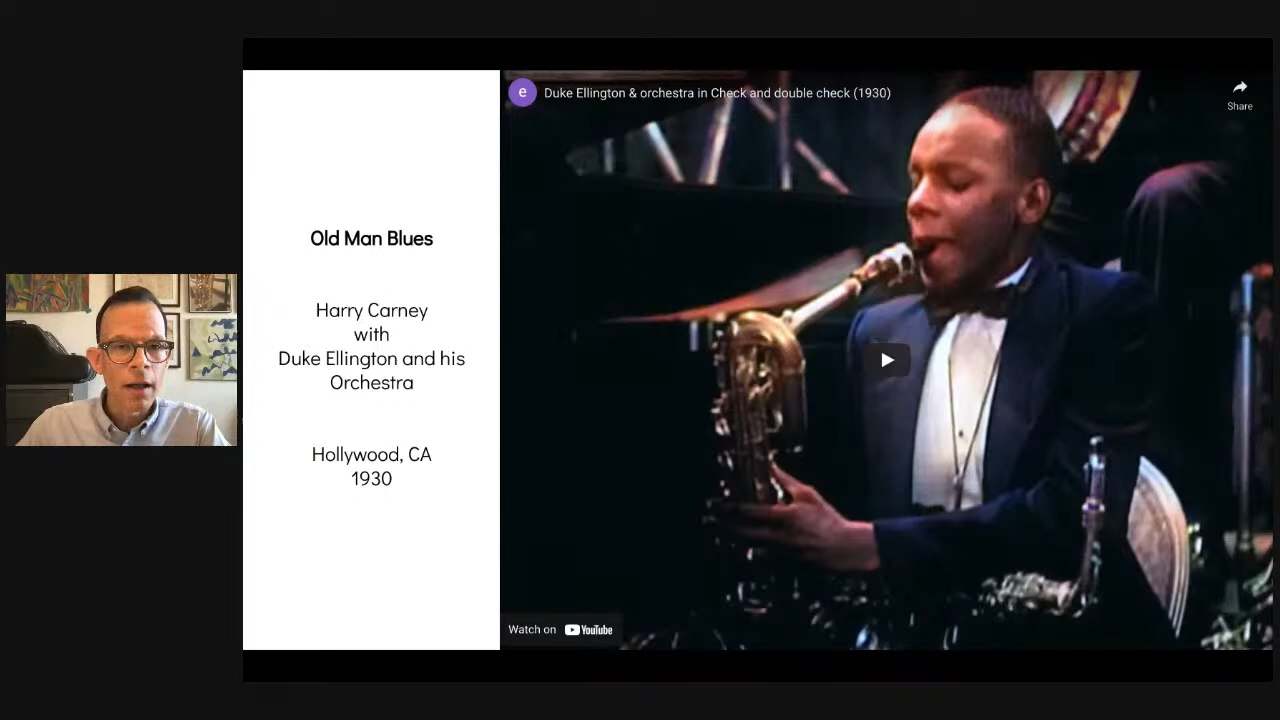 Old Man Blues
Harry Carney
with
Duke Ellington and his
Orchestra
Hollywood, CA
1930
e
Duke Ellington & orchestra in Check and double check (1930)
Share
Watch on YouTube